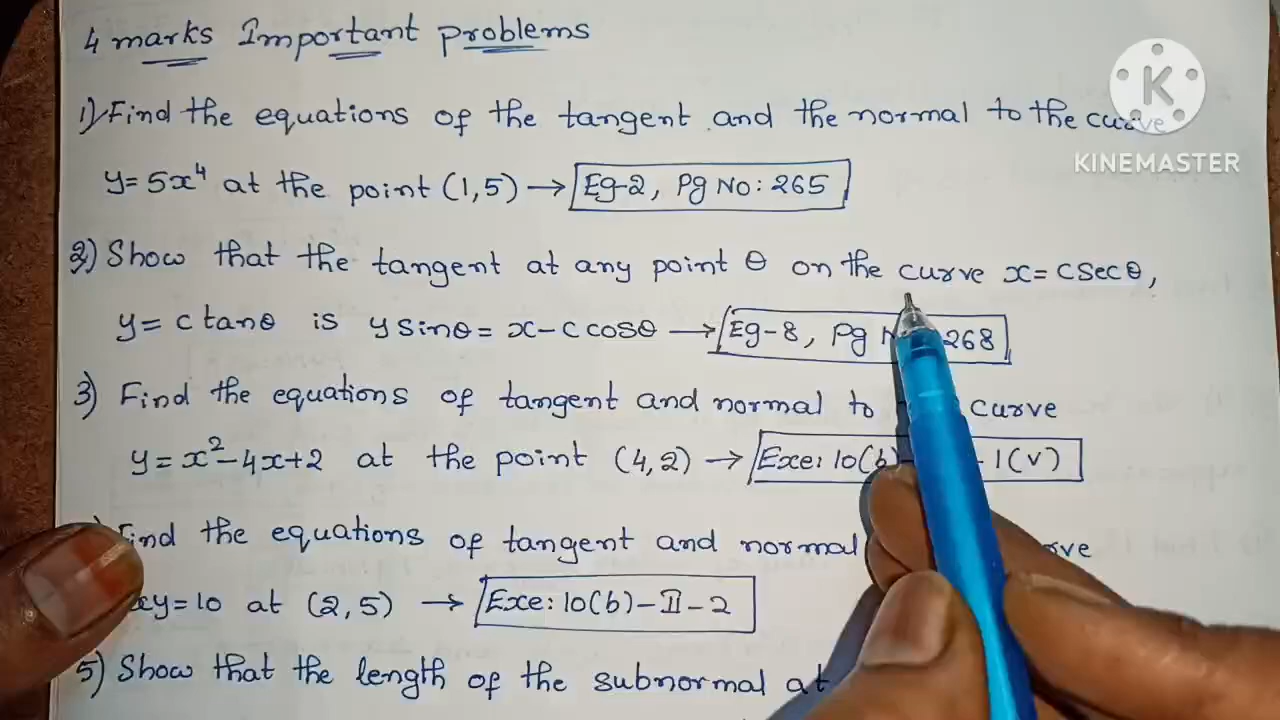 4 marks Important problems
1) Find the equations of the tangent and the normal to the curve
y=5x⁴ at the point (1,5) → Eg-2, Pg No: 265
2) Show that the tangent at any point θ on the curve x= c secθ,
y= c tanθ is y sinθ= x-c cosθ → Eg-8, Pg 268
3) Find the equations of tangent and normal to curve
y=x²-4x+2 at the point (4,2) → Exe: 10(b) - 1(v)
Find the equations of tangent and normal
xy=10 at (2,5) → Exe: 10(b)-II-2
5) Show that the length of the subnormal at
K
KINEMASTER